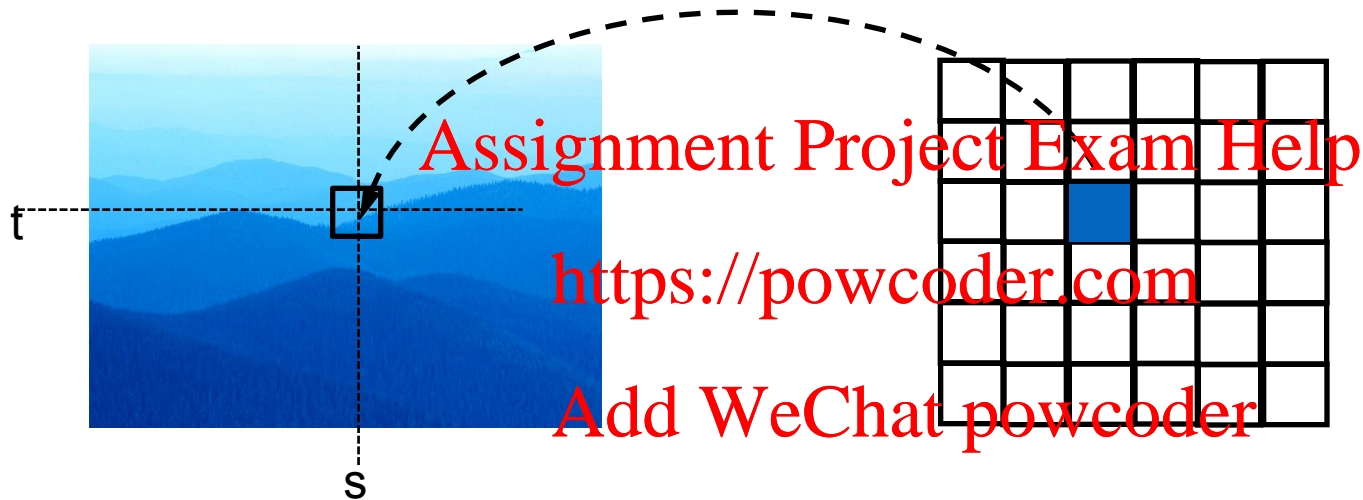 Assignment Project Exam Help
t
https://powcoder.com
Add WeChat powcoder
s